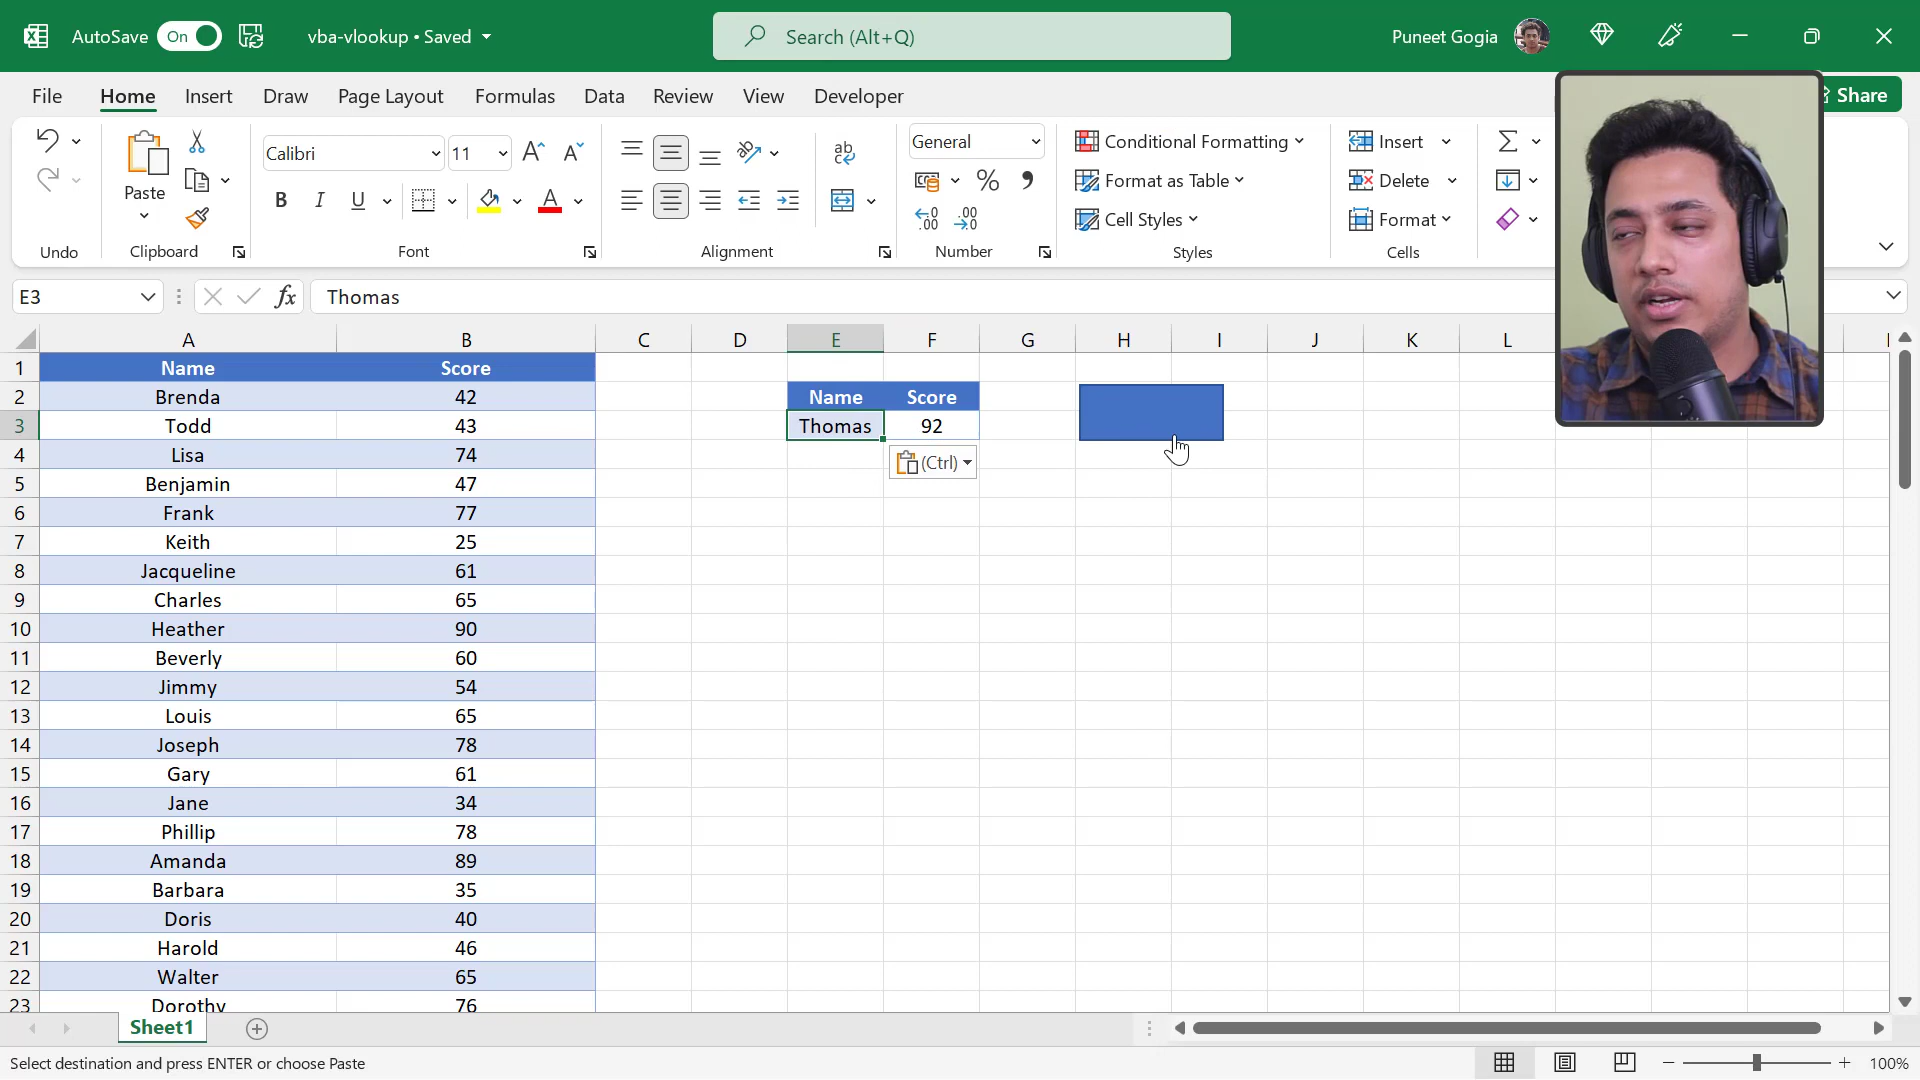 AutoSave On vba-vlookup • Saved Search (Alt+Q) Puneet Gogia
File Home Insert Draw Page Layout Formulas Data Review View Developer Share
Calibri 11 General Conditional Formatting Insert
Paste Format as Table Delete
B I U Cell Styles Format
Undo Clipboard Font Alignment Number Styles Cells
E3 fx Thomas
A B C D E F G H I J K L
1 Name Score
2 Brenda 42 Name Score
3 Todd 43 Thomas 92
4 Lisa 74 (Ctrl)
5 Benjamin 47
6 Frank 77
7 Keith 25
8 Jacqueline 61
9 Charles 65
10 Heather 90
11 Beverly 60
12 Jimmy 54
13 Louis 65
14 Joseph 78
15 Gary 61
16 Jane 34
17 Phillip 78
18 Amanda 89
19 Barbara 35
20 Doris 40
21 Harold 46
22 Walter 65
23 Dorothy 76
Sheet1
Select destination and press ENTER or choose Paste 100%